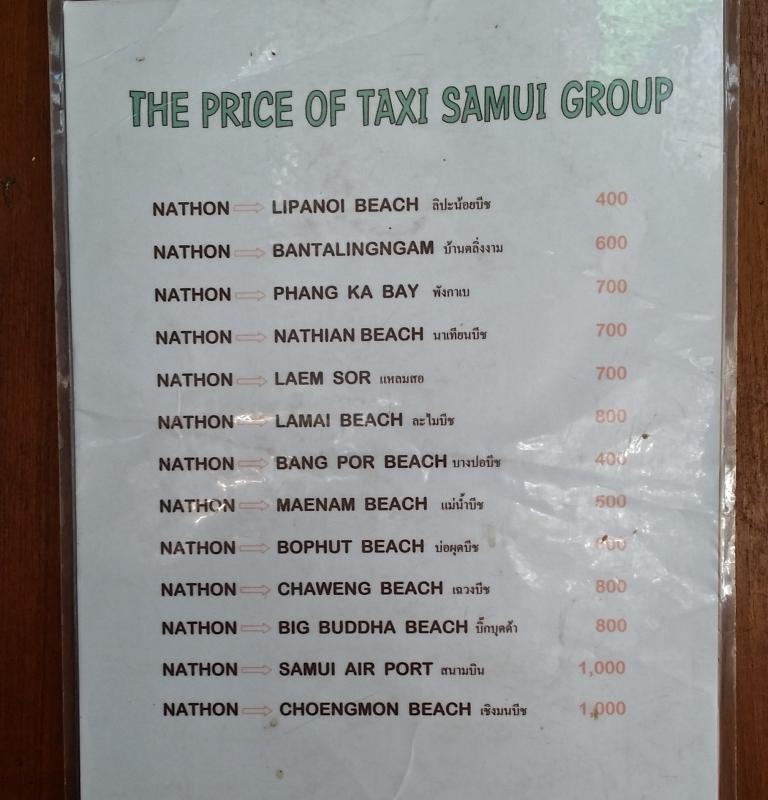 THE PRICE OF TAXI SAMUI GROUP
NATHON LIPANOI BEACH ลิปะน้อยบีช 400
NATHON BANTALINGNGAM บ้านตลิ่งงาม 600
NATHON PHANG KA BAY พังกาเบ 700
NATHON NATHIAN BEACH นาเทียนบีช 700
NATHON LAEM SOR แหลมสอ 700
NATHON LAMAI BEACH ละไมบีช 800
NATHON BANG POR BEACH บางปอบีช 400
NATHON MAENAM BEACH แม่น้ำบีช 500
NATHON BOPHUT BEACH บ่อผุดบีช
NATHON CHAWENG BEACH เฉวงบีช 800
NATHON BIG BUDDHA BEACH บิ๊กบุดด้า 800
NATHON SAMUI AIR PORT สนามบิน 1,000
NATHON CHOENGMON BEACH เชิงมนบีช 1,000